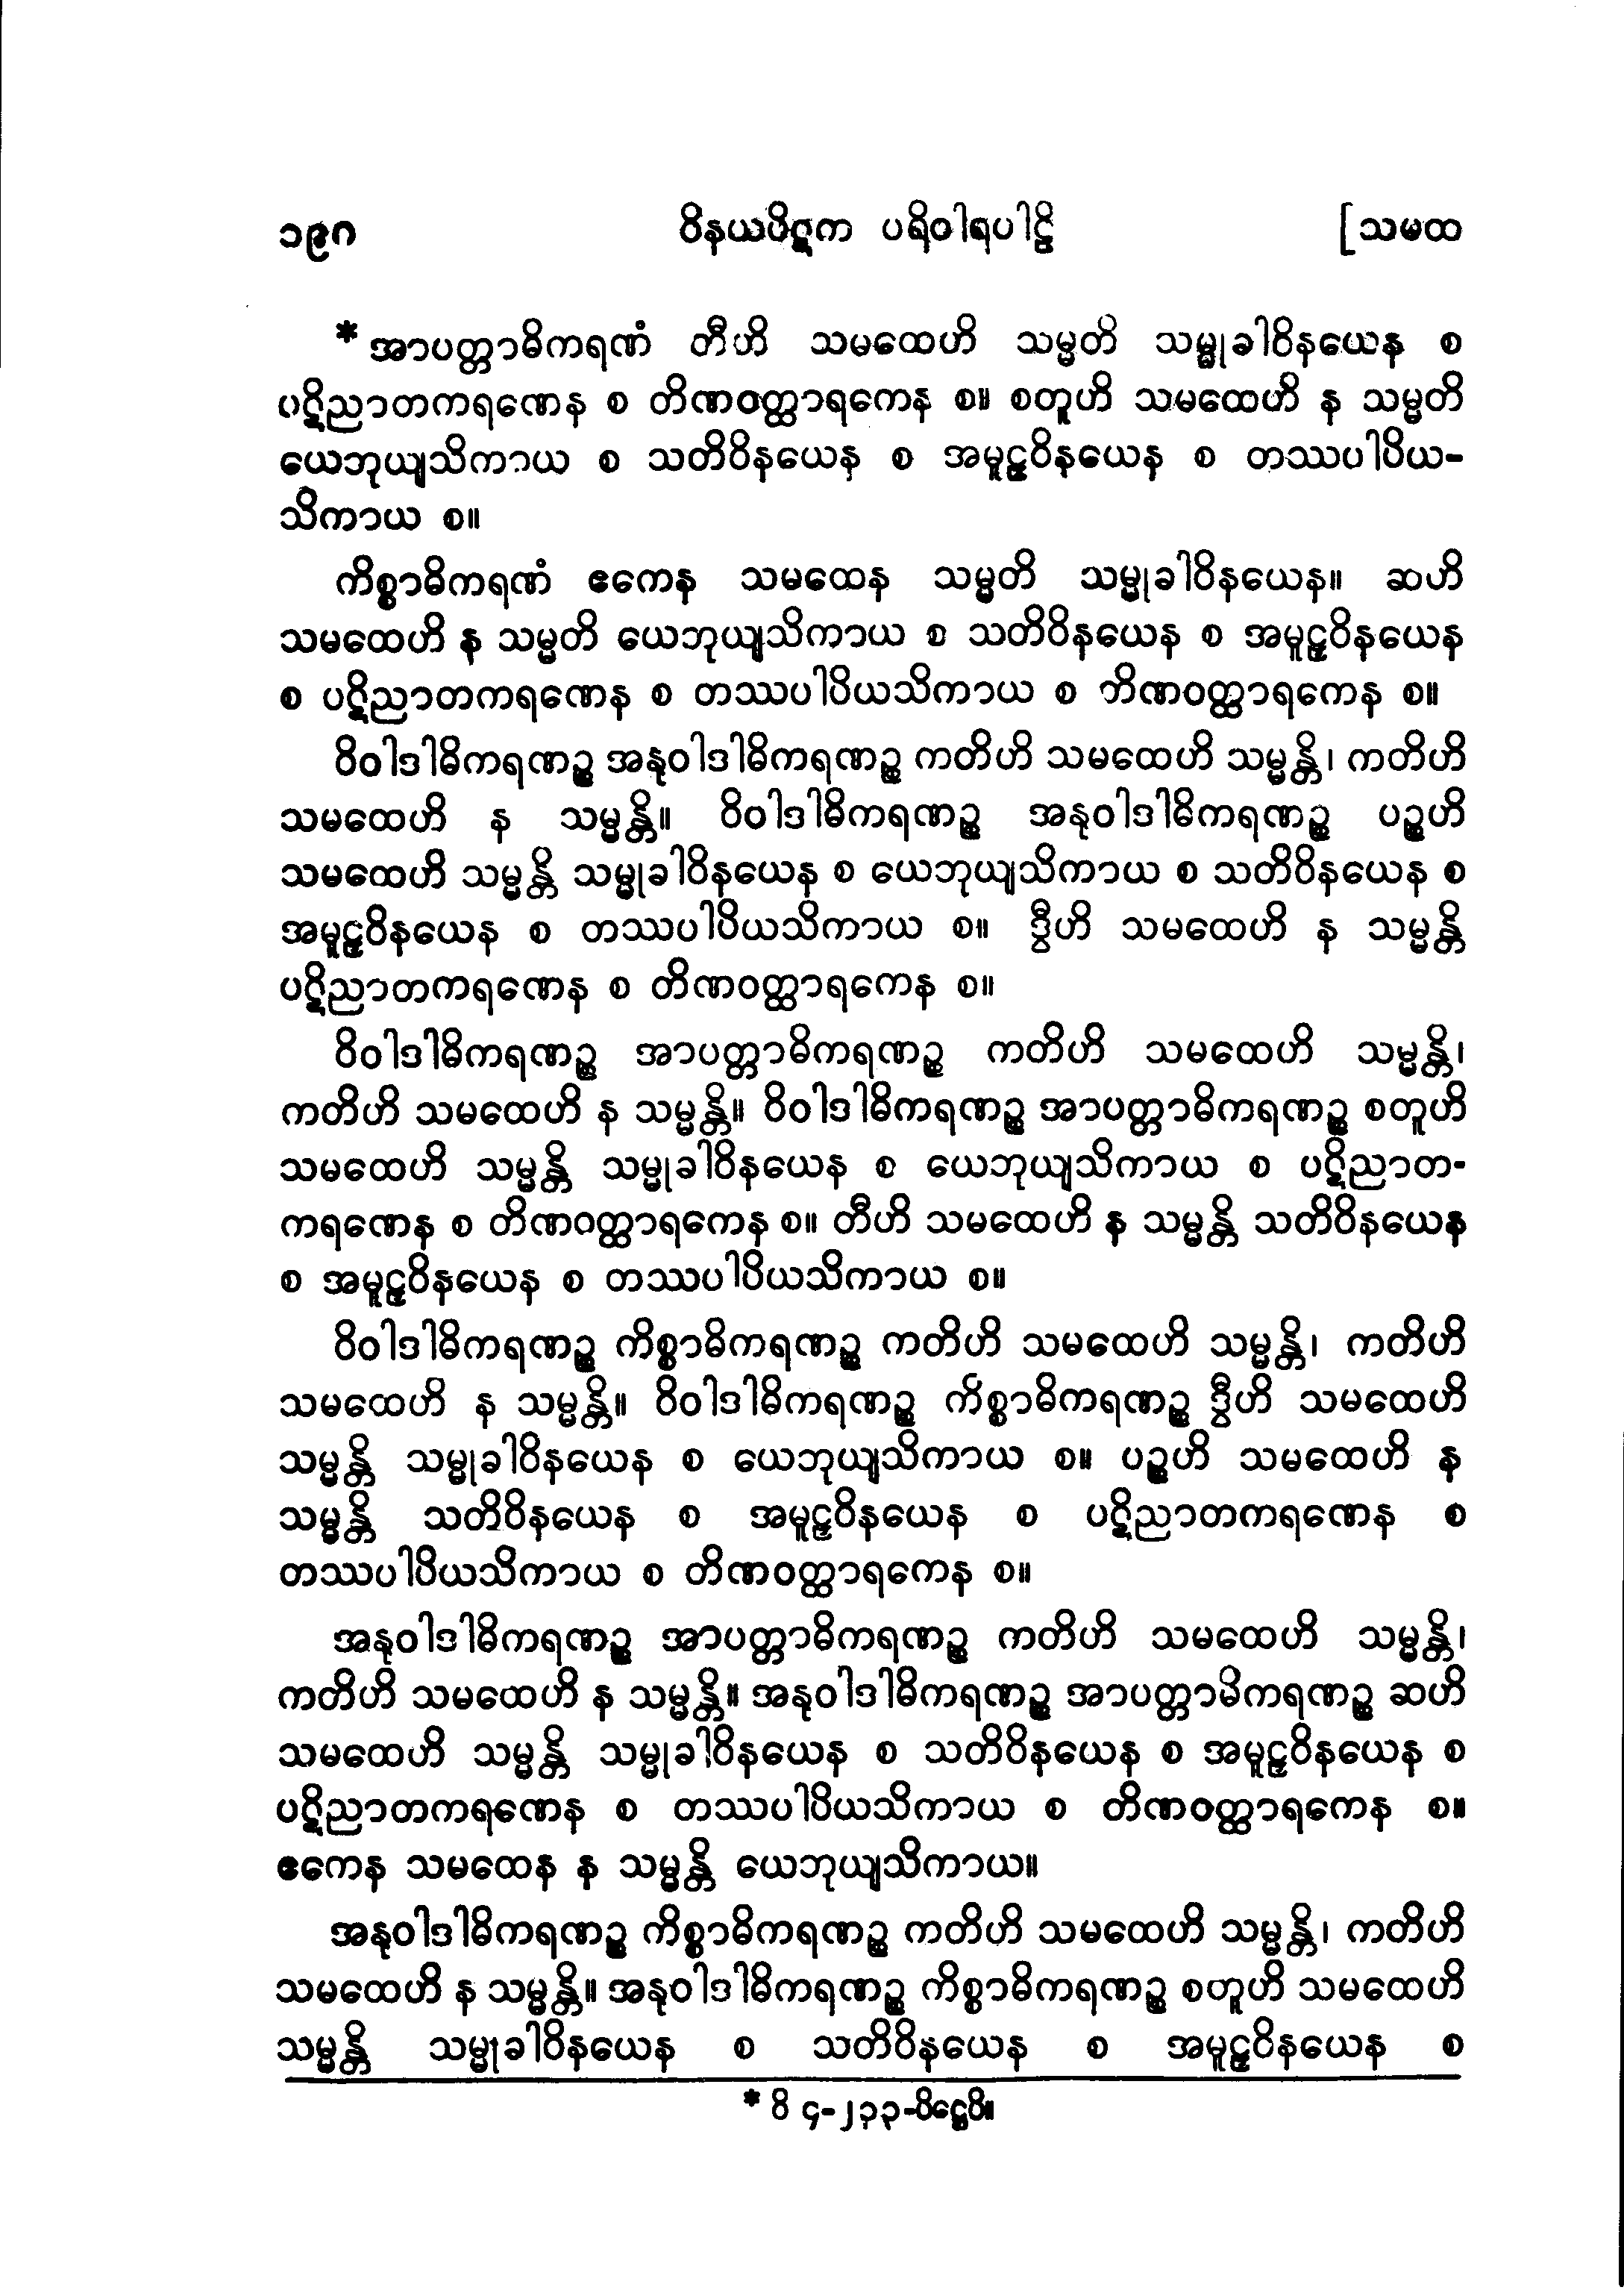 ၁၉ဂ ဝိနယပိဋက ပရိဝါရပါဠိ [သမထ
*အာပတ္တာဓိကရဏံ တီဟိ သမထေဟိ သမ္မတိ သမ္မုခါဝိနယေန စ
ပဋိညာတကရဏေန စ တိဏဝတ္ထာရကေန စ။ စတူဟိ သမထေဟိ န သမ္မတိ
ယေဘုယျသိကာယ စ သတိဝိနယေန စ အမူဠှဝိနယေန စ တဿပါပိယ-
သိကာယ စ။
ကိစ္စာဓိကရဏံ ဧကေန သမထေန သမ္မတိ သမ္မုခါဝိနယေန။ ဆဟိ
သမထေဟိ န သမ္မတိ ယေဘုယျသိကာယ စ သတိဝိနယေန စ အမူဠှဝိနယေန
စ ပဋိညာတကရဏေန စ တဿပါပိယသိကာယ စ တိဏဝတ္ထာရကေန စ။
ဝိဝါဒါဓိကရဏဉ္စ အနုဝါဒါဓိကရဏဉ္စ ကတိဟိ သမထေဟိ သမ္မန္တိ၊ ကတိဟိ
သမထေဟိ န သမ္မန္တိ။ ဝိဝါဒါဓိကရဏဉ္စ အနုဝါဒါဓိကရဏဉ္စ ပဉ္စဟိ
သမထေဟိ သမ္မန္တိ သမ္မုခါဝိနယေန စ ယေဘုယျသိကာယ စ သတိဝိနယေန စ
အမူဠှဝိနယေန စ တဿပါပိယသိကာယ စ။ ဒွီဟိ သမထေဟိ န သမ္မန္တိ
ပဋိညာတကရဏေန စ တိဏဝတ္ထာရကေန စ။
ဝိဝါဒါဓိကရဏဉ္စ အာပတ္တာဓိကရဏဉ္စ ကတိဟိ သမထေဟိ သမ္မန္တိ၊
ကတိဟိ သမထေဟိ န သမ္မန္တိ။ ဝိဝါဒါဓိကရဏဉ္စ အာပတ္တာဓိကရဏဉ္စ စတူဟိ
သမထေဟိ သမ္မန္တိ သမ္မုခါဝိနယေန စ ယေဘုယျသိကာယ စ ပဋိညာတ-
ကရဏေန စ တိဏဝတ္ထာရကေန စ။ တီဟိ သမထေဟိ န သမ္မန္တိ သတိဝိနယေန
စ အမူဠှဝိနယေန စ တဿပါပိယသိကာယ စ။
ဝိဝါဒါဓိကရဏဉ္စ ကိစ္စာဓိကရဏဉ္စ ကတိဟိ သမထေဟိ သမ္မန္တိ၊ ကတိဟိ
သမထေဟိ န သမ္မန္တိ။ ဝိဝါဒါဓိကရဏဉ္စ ကိစ္စာဓိကရဏဉ္စ ဒွီဟိ သမထေဟိ
သမ္မန္တိ သမ္မုခါဝိနယေန စ ယေဘုယျသိကာယ စ။ ပဉ္စဟိ သမထေဟိ န
သမ္မန္တိ သတိဝိနယေန စ အမူဠှဝိနယေန စ ပဋိညာတကရဏေန စ
တဿပါပိယသိကာယ စ တိဏဝတ္ထာရကေန စ။
အနုဝါဒါဓိကရဏဉ္စ အာပတ္တာဓိကရဏဉ္စ ကတိဟိ သမထေဟိ သမ္မန္တိ၊
ကတိဟိ သမထေဟိ န သမ္မန္တိ။ အနုဝါဒါဓိကရဏဉ္စ အာပတ္တာဓိကရဏဉ္စ ဆဟိ
သမထေဟိ သမ္မန္တိ သမ္မုခါဝိနယေန စ သတိဝိနယေန စ အမူဠှဝိနယေန စ
ပဋိညာတကရဏေန စ တဿပါပိယသိကာယ စ တိဏဝတ္ထာရကေန စ။
ဧကေန သမထေန န သမ္မန္တိ ယေဘုယျသိကာယ။
အနုဝါဒါဓိကရဏဉ္စ ကိစ္စာဓိကရဏဉ္စ ကတိဟိ သမထေဟိ သမ္မန္တိ၊ ကတိဟိ
သမထေဟိ န သမ္မန္တိ။ အနုဝါဒါဓိကရဏဉ္စ ကိစ္စာဓိကရဏဉ္စ စတူဟိ သမထေဟိ
သမ္မန္တိ သမ္မုခါဝိနယေန စ သတိဝိနယေန စ အမူဠှဝိနယေန စ
* ဝိ ၄-၂၃၃-ပိဋ္ဌေပိ။